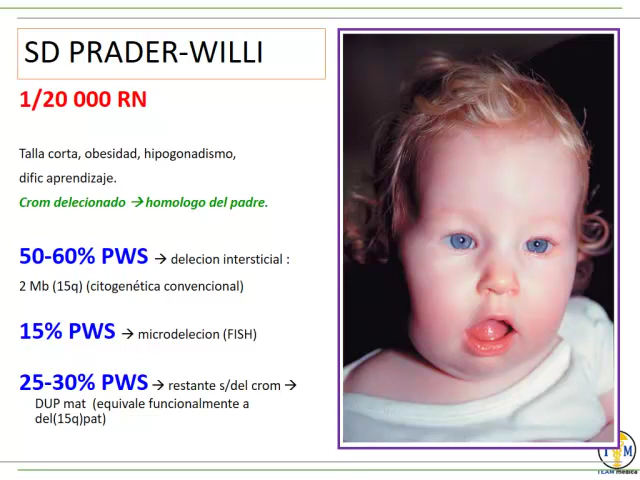 SD PRADER-WILLI
1/20 000 RN
Talla corta, obesidad, hipogonadismo,
dific aprendizaje.
Crom delecionado → homologo del padre.
50-60% PWS → delecion intersticial :
2 Mb (15q) (citogenética convencional)
15% PWS → microdelecion (FISH)
25-30% PWS → restante s/del crom →
DUP mat (equivale funcionalmente a
del(15q)pat)
T M
TEAM medica